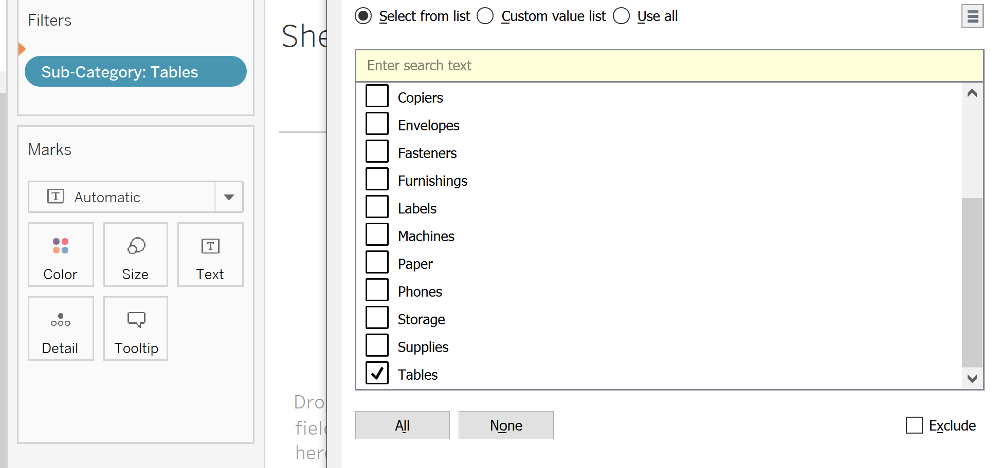 Filters
Sub-Category: Tables
Marks
Automatic
Color
Size
Text
Detail
Tooltip
She
Dro
field
here
Select from list
Custom value list
Use all
Enter search text
Copiers
Envelopes
Fasteners
Furnishings
Labels
Machines
Paper
Phones
Storage
Supplies
Tables
All
None
Exclude